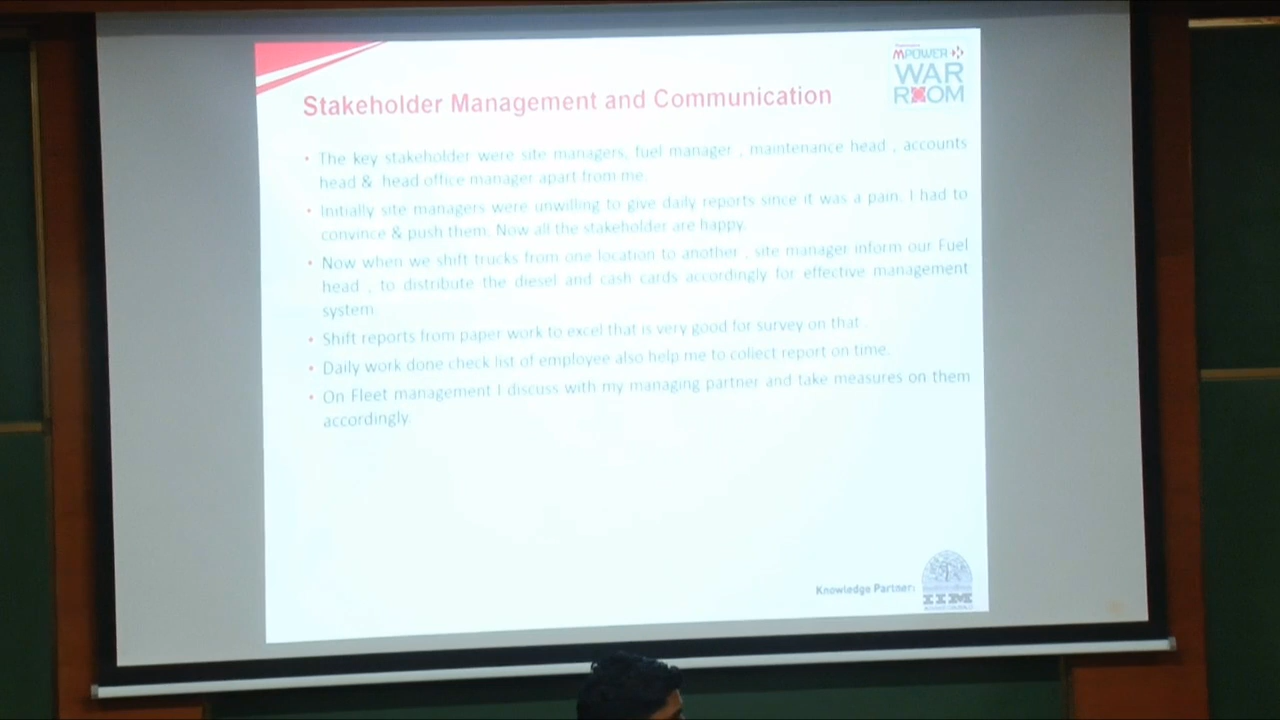 MPOWER
WAR
ROOM
Stakeholder Management and Communication
• The key stakeholder were site managers, fuel manager , maintenance head , accounts
head & head office manager apart from me.
• Initially site managers were unwilling to give daily reports since it was a pain. I had to
convince & push them. Now all the stakeholder are happy.
• Now when we shift trucks from one location to another , site manager inform our Fuel
head , to distribute the diesel and cash cards accordingly for effective management
system.
• Shift reports from paper work to excel that is very good for survey on that .
• Daily work done check list of employee also help me to collect report on time.
• On Fleet management I discuss with my managing partner and take measures on them
accordingly.
Knowledge Partner:
IIM